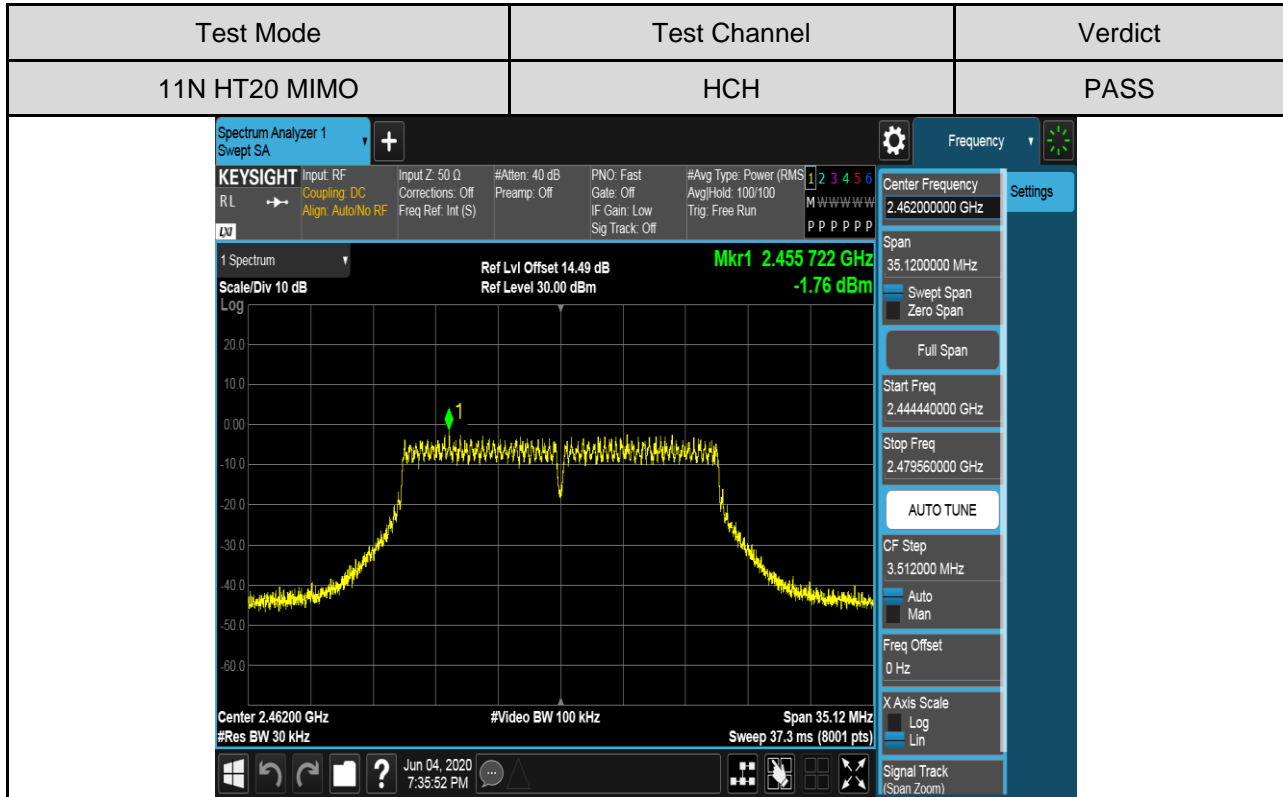 Test Mode Test Channel Verdict
11N HT20 MIMO HCH PASS
Spectrum Analyzer 1
Swept SA
+
Frequency
KEYSIGHT
RL
LXI
Input: RF
Coupling: DC
Align: Auto/No RF
Input Z: 50 Ω
Corrections: Off
Freq Ref: Int (S)
#Atten: 40 dB
Preamp: Off
PNO: Fast
Gate: Off
IF Gain: Low
Sig Track: Off
#Avg Type: Power (RMS
Avg|Hold: 100/100
Trig: Free Run
1 2 3 4 5 6
M W W W W W
P P P P P P
1 Spectrum
Scale/Div 10 dB
Log
Ref Lvl Offset 14.49 dB
Ref Level 30.00 dBm
Mkr1 2.455 722 GHz
-1.76 dBm
20.0
10.0
0.00
-10.0
-20.0
-30.0
-40.0
-50.0
-60.0
1
Center 2.46200 GHz
#Res BW 30 kHz
#Video BW 100 kHz
Span 35.12 MHz
Sweep 37.3 ms (8001 pts)
Center Frequency
2.462000000 GHz
Settings
Span
35.1200000 MHz
Swept Span
Zero Span
Full Span
Start Freq
2.444440000 GHz
Stop Freq
2.479560000 GHz
AUTO TUNE
CF Step
3.512000 MHz
Auto
Man
Freq Offset
0 Hz
X Axis Scale
Log
Lin
Signal Track
(Span Zoom)
?
Jun 04, 2020
7:35:52 PM